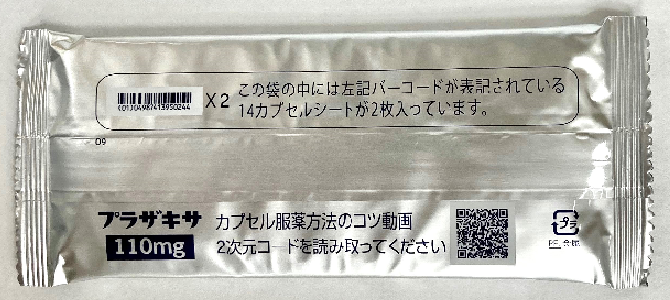 この袋の中には左記バーコードが表記されている
X2
14カプセルシートが2枚入っています。
09
プラザキサ カプセル服薬方法のコツ動画
110mg 2次元コードを読み取ってください
プラ